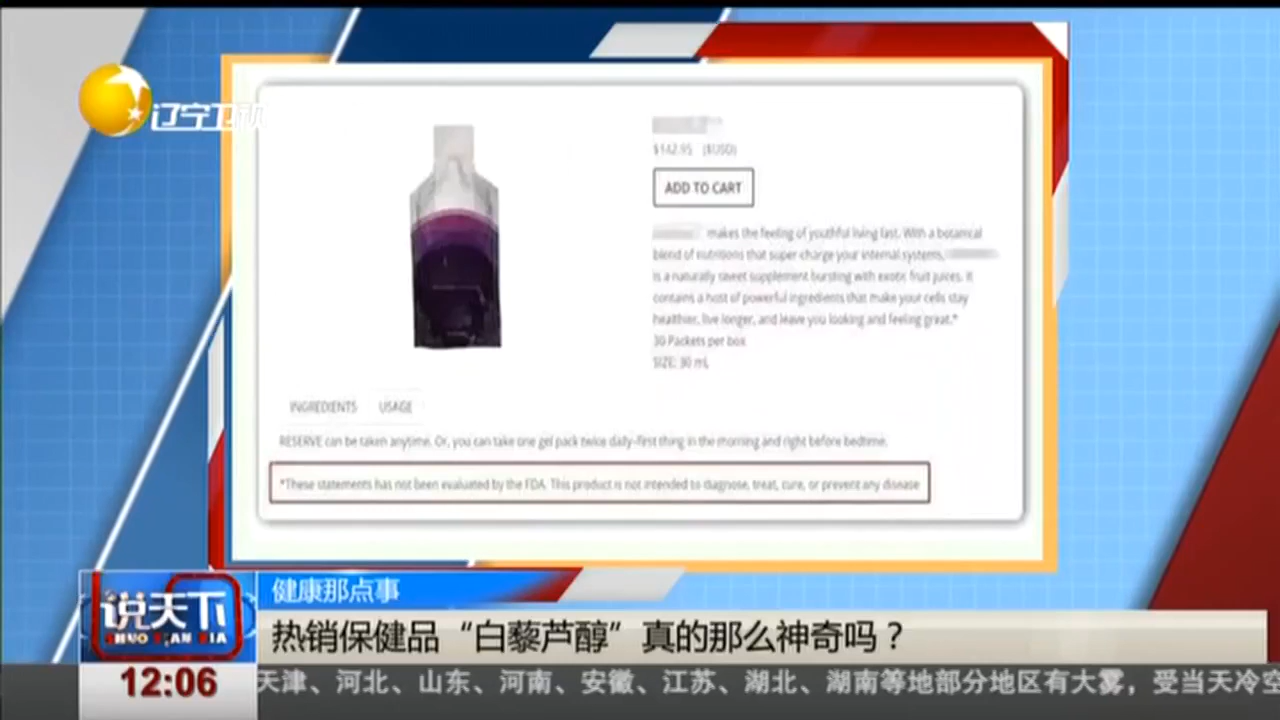 辽宁卫视
$142.95 ($USD)
ADD TO CART
makes the feeling of youthful living last. With a botanical
blend of nutritions that super-charge your internal systems,
is a naturally sweet supplement bursting with exotic fruit juices. It
contains a host of powerful ingredients that make your cells stay
healthier, live longer, and leave you looking and feeling great.*
30 Packets per box
SIZE: 30 mL
INGREDIENTS USAGE
RESERVE can be taken anytime. Or, you can take one gel pack twice daily-first thing in the morning and right before bedtime.
*These statements has not been evaluated by the FDA. This product is not intended to diagnose, treat, cure, or prevent any disease
说天下
SHUO TIAN XIA
健康那点事
热销保健品“白藜芦醇”真的那么神奇吗？
12:06
天津、河北、山东、河南、安徽、江苏、湖北、湖南等地部分地区有大雾，受当天冷空